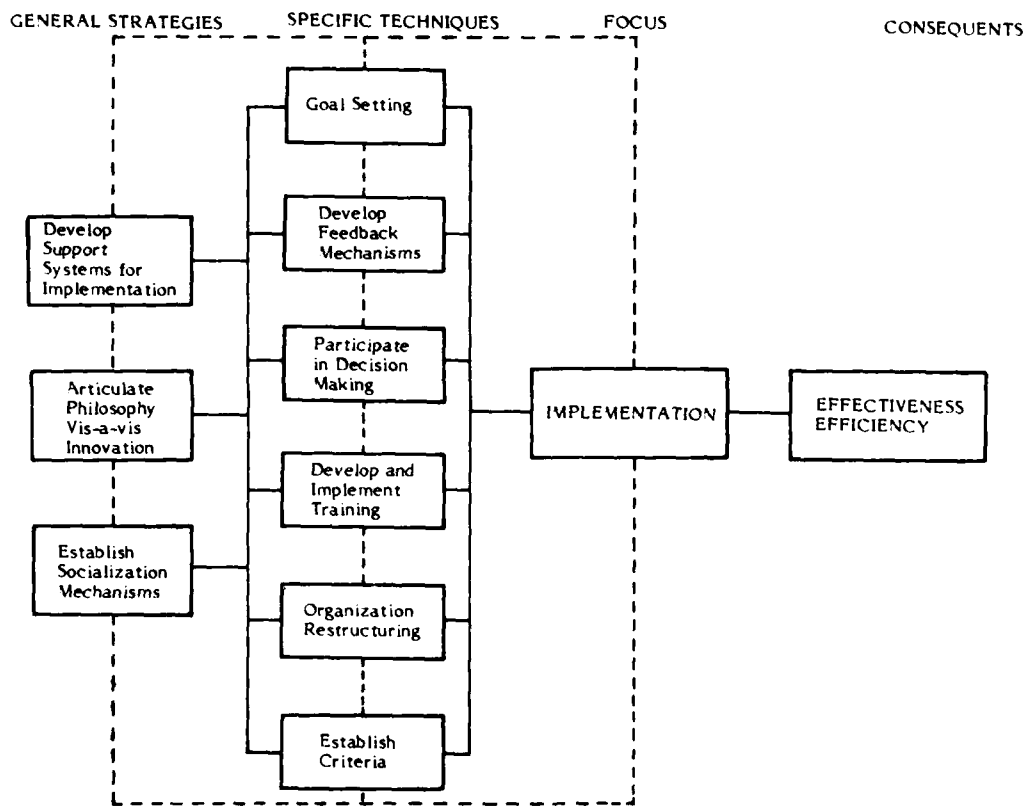 GENERAL STRATEGIES
SPECIFIC TECHNIQUES
FOCUS
CONSEQUENTS
Develop
Support
Systems for
Implementation
Articulate
Philosophy
Vis-a-vis
Innovation
Establish
Socialization
Mechanisms
Goal Setting
Develop
Feedback
Mechanisms
Participate
in Decision
Making
Develop and
Implement
Training
Organization
Restructuring
Establish
Criteria
IMPLEMENTATION
EFFECTIVENESS
EFFICIENCY